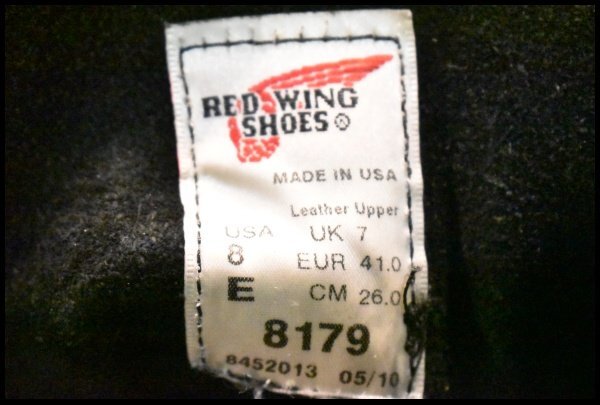 RED WING
SHOES®
MADE IN USA
Leather Upper
USA UK 7
8 EUR 41.0
E CM 26.0
8179
8452013 05/10